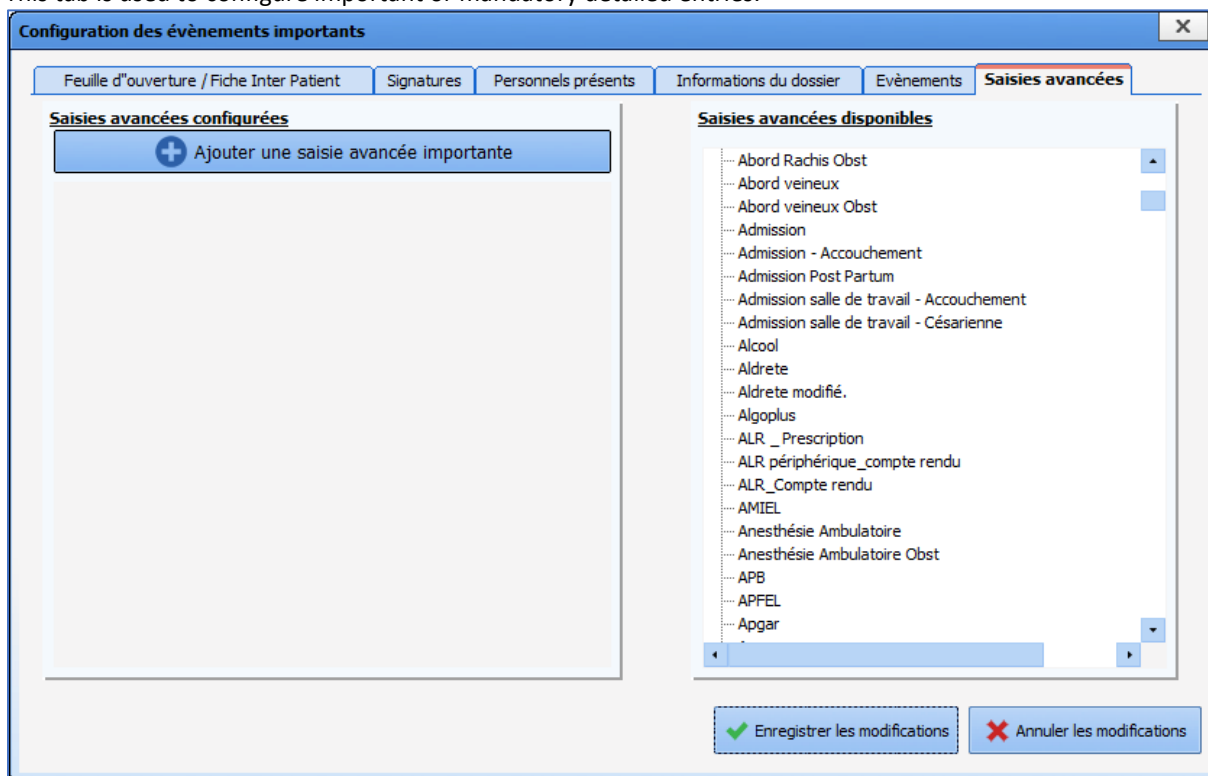 This tab is used to configure important or mandatory detailed entries.
Configuration des évènements importants
Feuille d"ouverture / Fiche Inter Patient
Signatures
Personnels présents
Informations du dossier
Evènements
Saisies avancées
Saisies avancées configurées
Ajouter une saisie avancée importante
Saisies avancées disponibles
Abord Rachis Obst
Abord veineux
Abord veineux Obst
Admission
Admission - Accouchement
Admission Post Partum
Admission salle de travail - Accouchement
Admission salle de travail - Césarienne
Alcool
Aldrete
Aldrete modifié.
Algoplus
ALR _ Prescription
ALR périphérique_compte rendu
ALR_Compte rendu
AMIEL
Anesthésie Ambulatoire
Anesthésie Ambulatoire Obst
APB
APFEL
Apgar
Enregistrer les modifications
Annuler les modifications